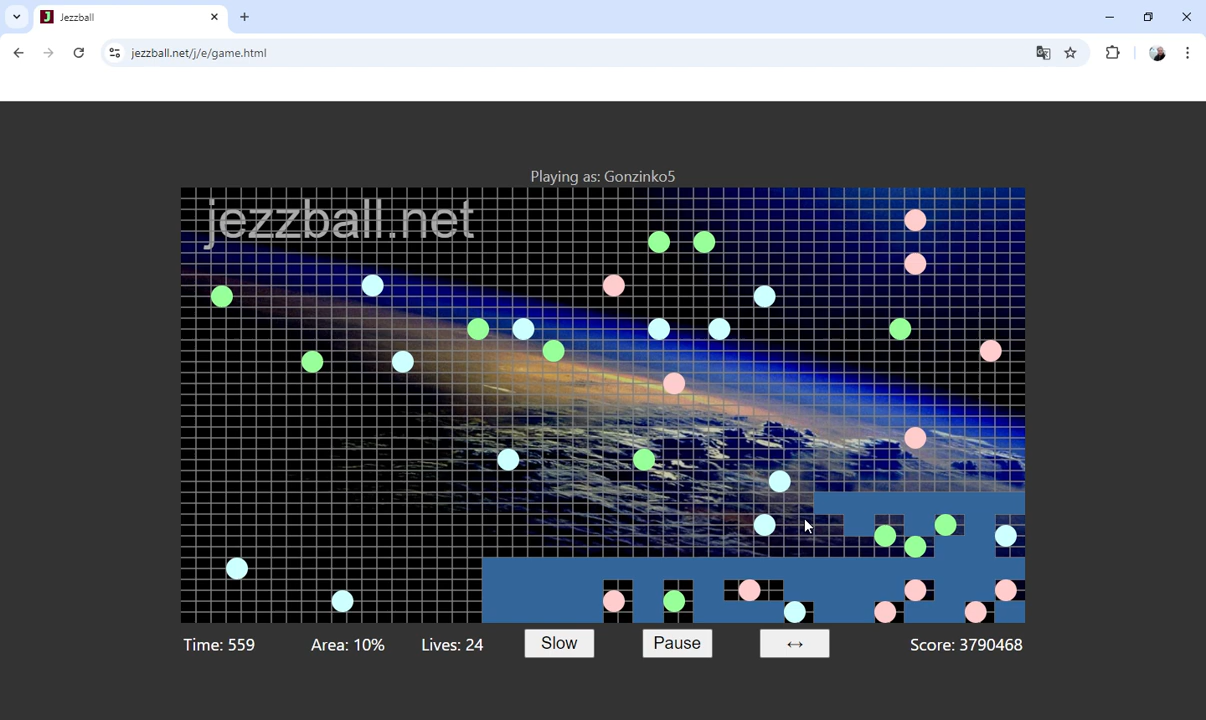 Jezzball
jezzball.net/j/e/game.html
Playing as: Gonzinko5
jezzball.net
Time: 559 Area: 10% Lives: 24 Slow Pause ↔ Score: 3790468